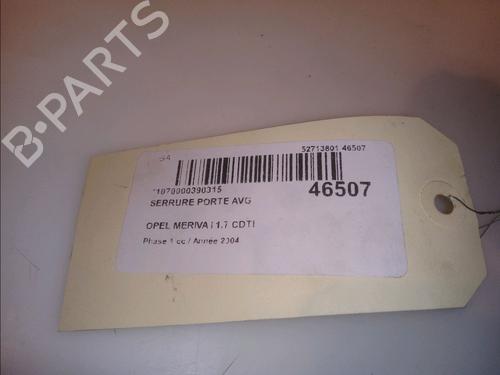 B-PARTS
52713801 46507
*1070000390315
46507
SERRURE PORTE AVG
OPEL MERIVA I 1.7 CDTI
Phase 1 cc / Année 2004